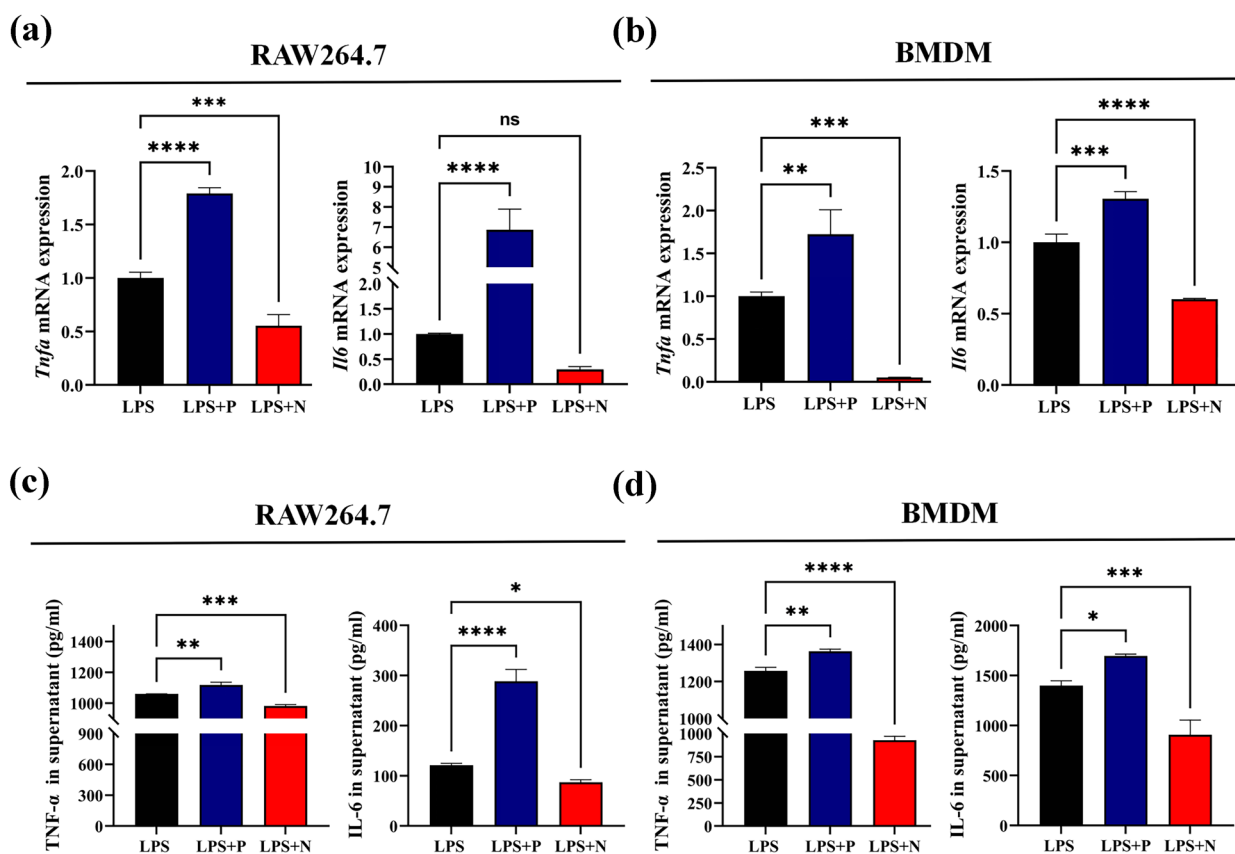 (a)
RAW264.7
***
****
Tnfa mRNA expression
2.0
1.5
1.0
0.5
0.0
LPS LPS+P LPS+N
ns
****
Il6 mRNA expression
10
9
8
7
6
5
2.0
1.5
1.0
0.5
0.0
LPS LPS+P LPS+N
(b)
BMDM
***
**
Tnfa mRNA expression
2.5
2.0
1.5
1.0
0.5
0.0
LPS LPS+P LPS+N
****
***
Il6 mRNA expression
1.5
1.0
0.5
0.0
LPS LPS+P LPS+N
(c)
RAW264.7
***
**
TNF-α in supernatant (pg/ml)
1400
1200
1000
900
600
300
0
LPS LPS+P LPS+N
*
****
IL-6 in supernatant (pg/ml)
400
300
200
100
0
LPS LPS+P LPS+N
(d)
BMDM
****
**
TNF-α in supernatant (pg/ml)
1400
1200
1000
1000
750
500
250
0
LPS LPS+P LPS+N
***
*
IL-6 in supernatant (pg/ml)
2000
1500
1000
500
0
LPS LPS+P LPS+N